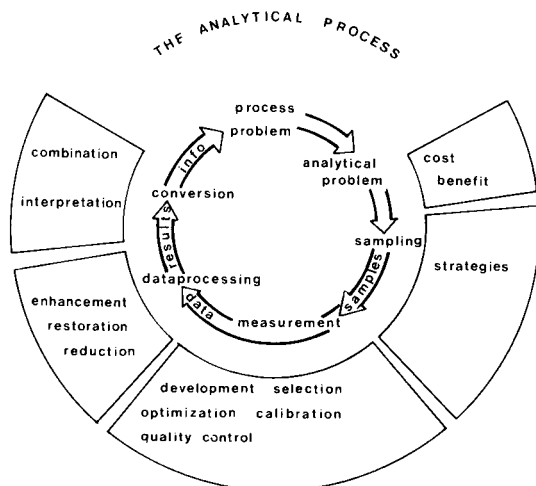 THE ANALYTICAL PROCESS
process
problem
analytical
problem
sampling
samples
measurement
data
dataprocessing
results
conversion
info
cost
benefit
strategies
development selection
optimization calibration
quality control
enhancement
restoration
reduction
combination
interpretation